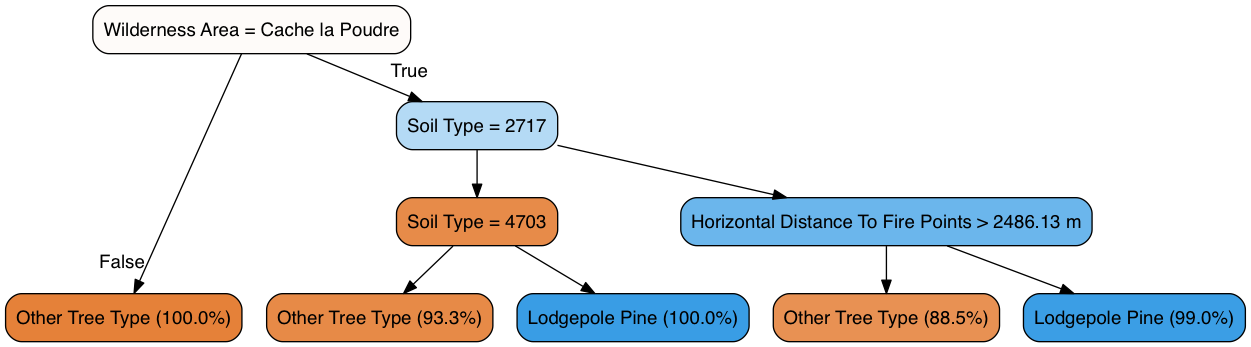 Wilderness Area = Cache la Poudre
True
Soil Type = 2717
Soil Type = 4703
Horizontal Distance To Fire Points > 2486.13 m
False
Other Tree Type (100.0%)
Other Tree Type (93.3%)
Lodgepole Pine (100.0%)
Other Tree Type (88.5%)
Lodgepole Pine (99.0%)